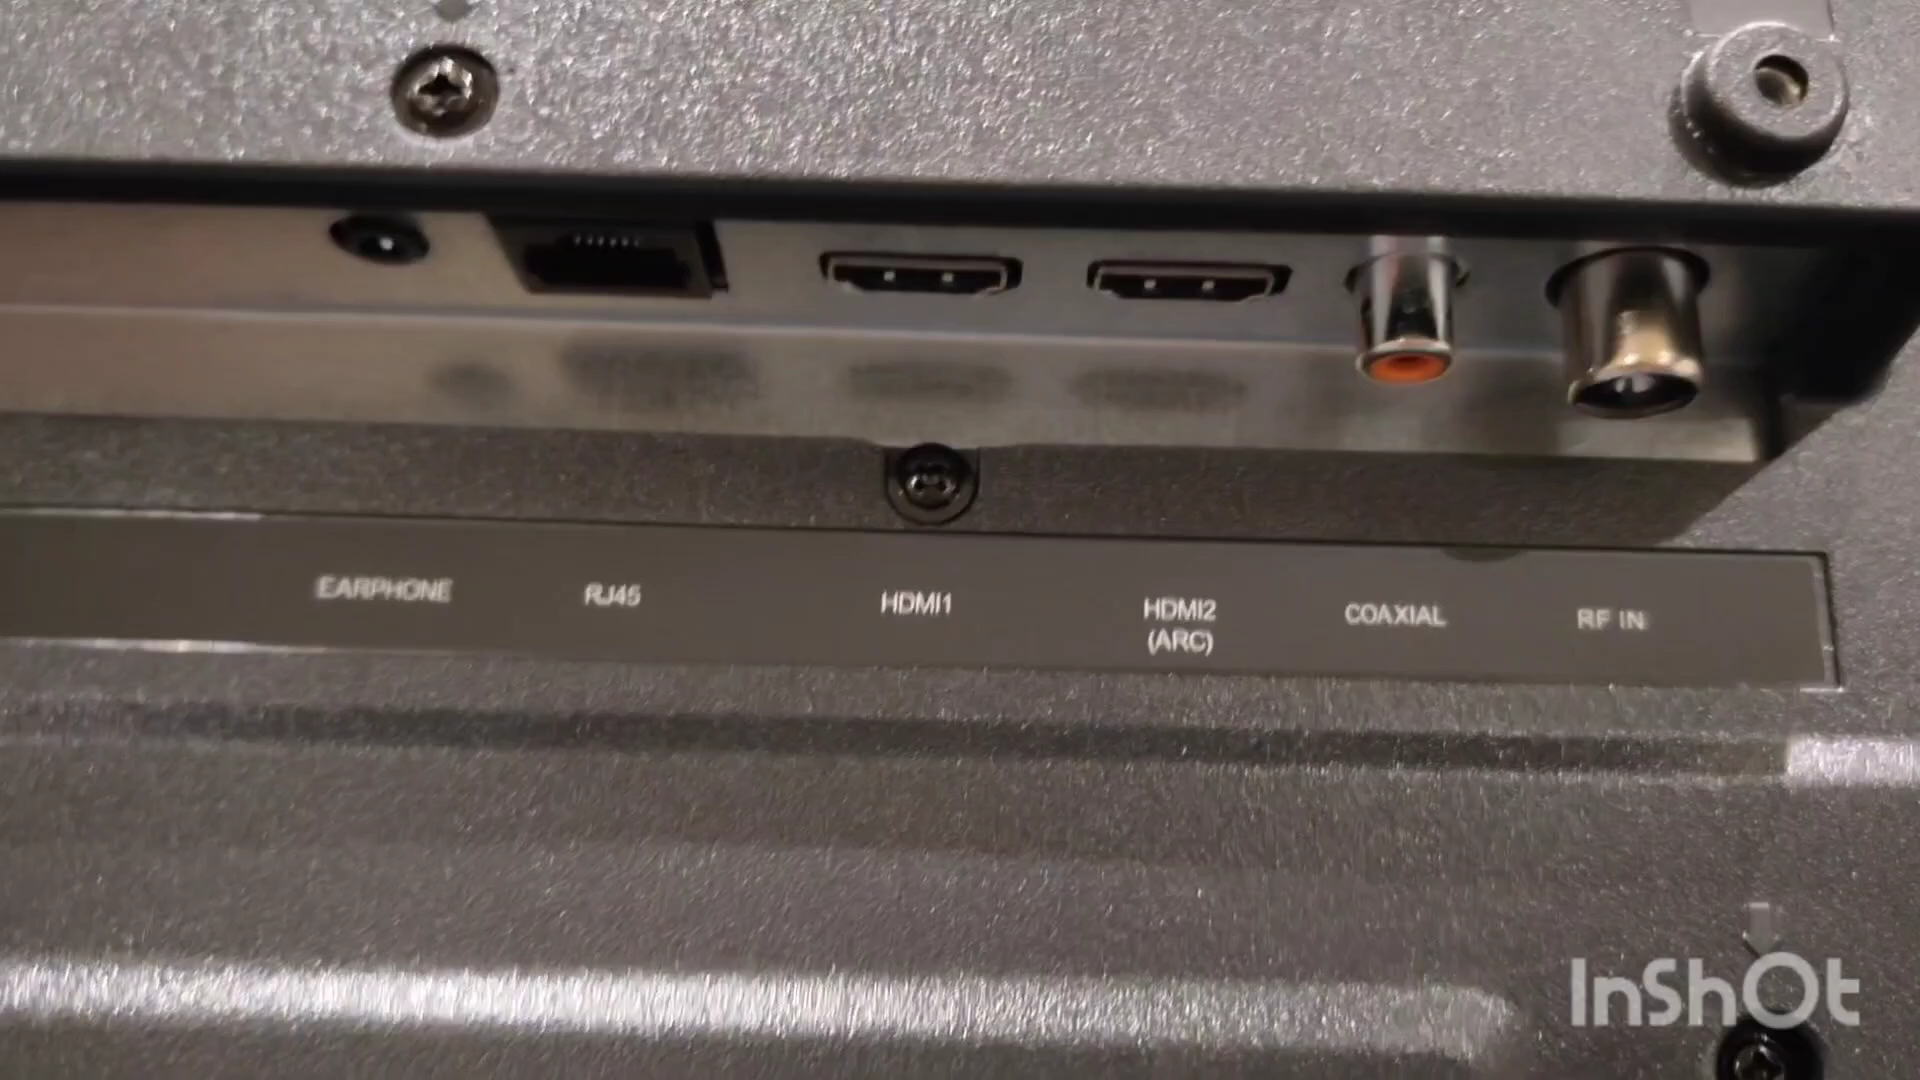 EARPHONE
RJ45
HDMI1
HDMI2
(ARC)
COAXIAL
RF IN
InShOt